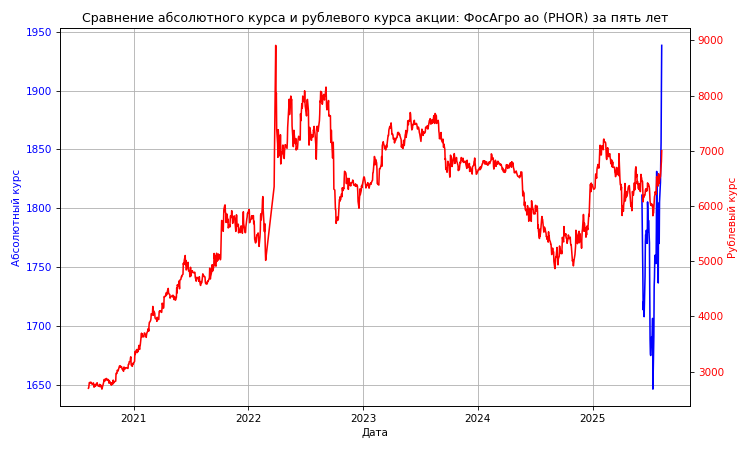 Сравнение абсолютного курса и рублевого курса акции: ФосАгро ао (PHOR) за пять лет
1950
1900
1850
1800
1750
1700
1650
Абсолютный курс
9000
8000
7000
6000
5000
4000
3000
Рублевый курс
2021 2022 2023 2024 2025
Дата